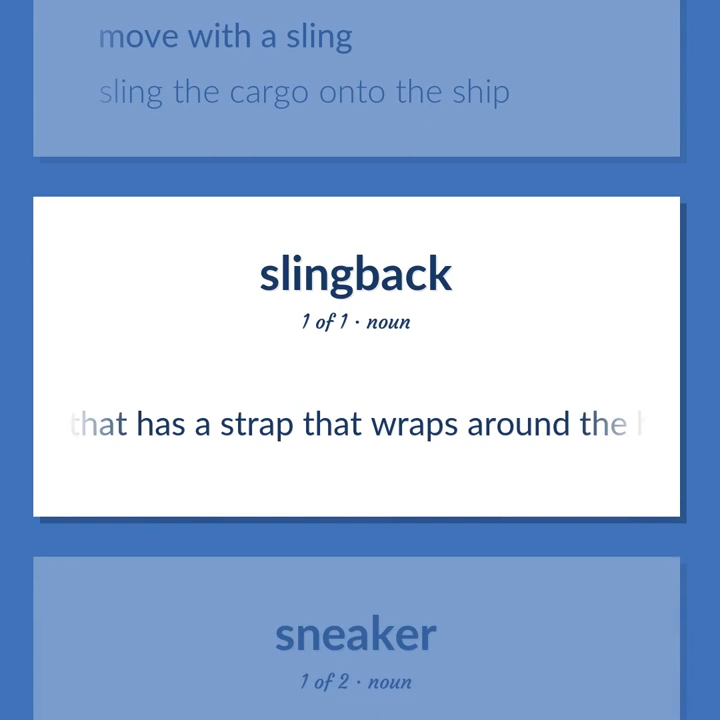 move with a sling
sling the cargo onto the ship
slingback
1 of 1 · noun
that has a strap that wraps around the
sneaker
1 of 2 · noun